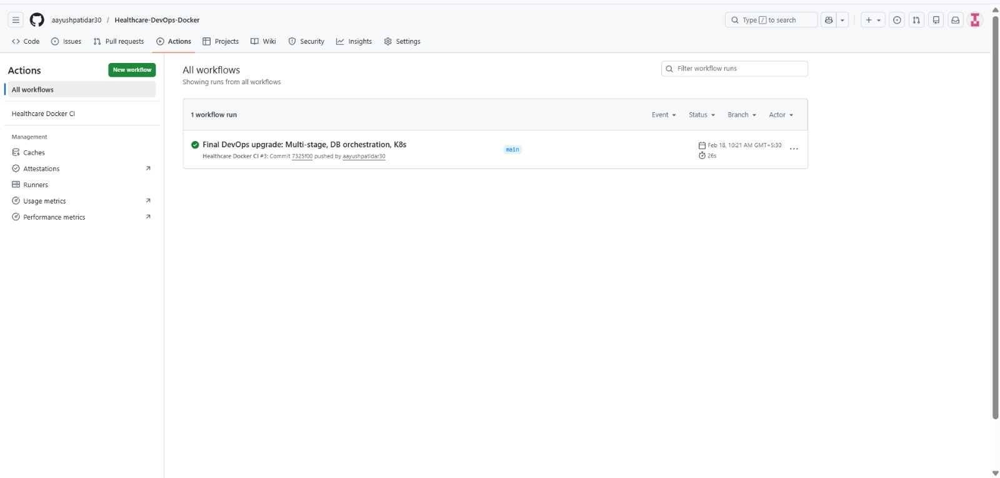 aayushpatidar30 / Healthcare-DevOps-Docker
Type / to search
Code Issues Pull requests Actions Projects Wiki Security Insights Settings
Actions
New workflow
All workflows
Healthcare Docker CI
Management
Caches
Attestations
Runners
Usage metrics
Performance metrics
All workflows
Showing runs from all workflows
Filter workflow runs
1 workflow run
Event Status Branch Actor
Final DevOps upgrade: Multi-stage, DB orchestration, K8s
Healthcare Docker CI #3: Commit 7325f00 pushed by aayushpatidar30
main
Feb 18, 10:21 AM GMT+5:30
26s